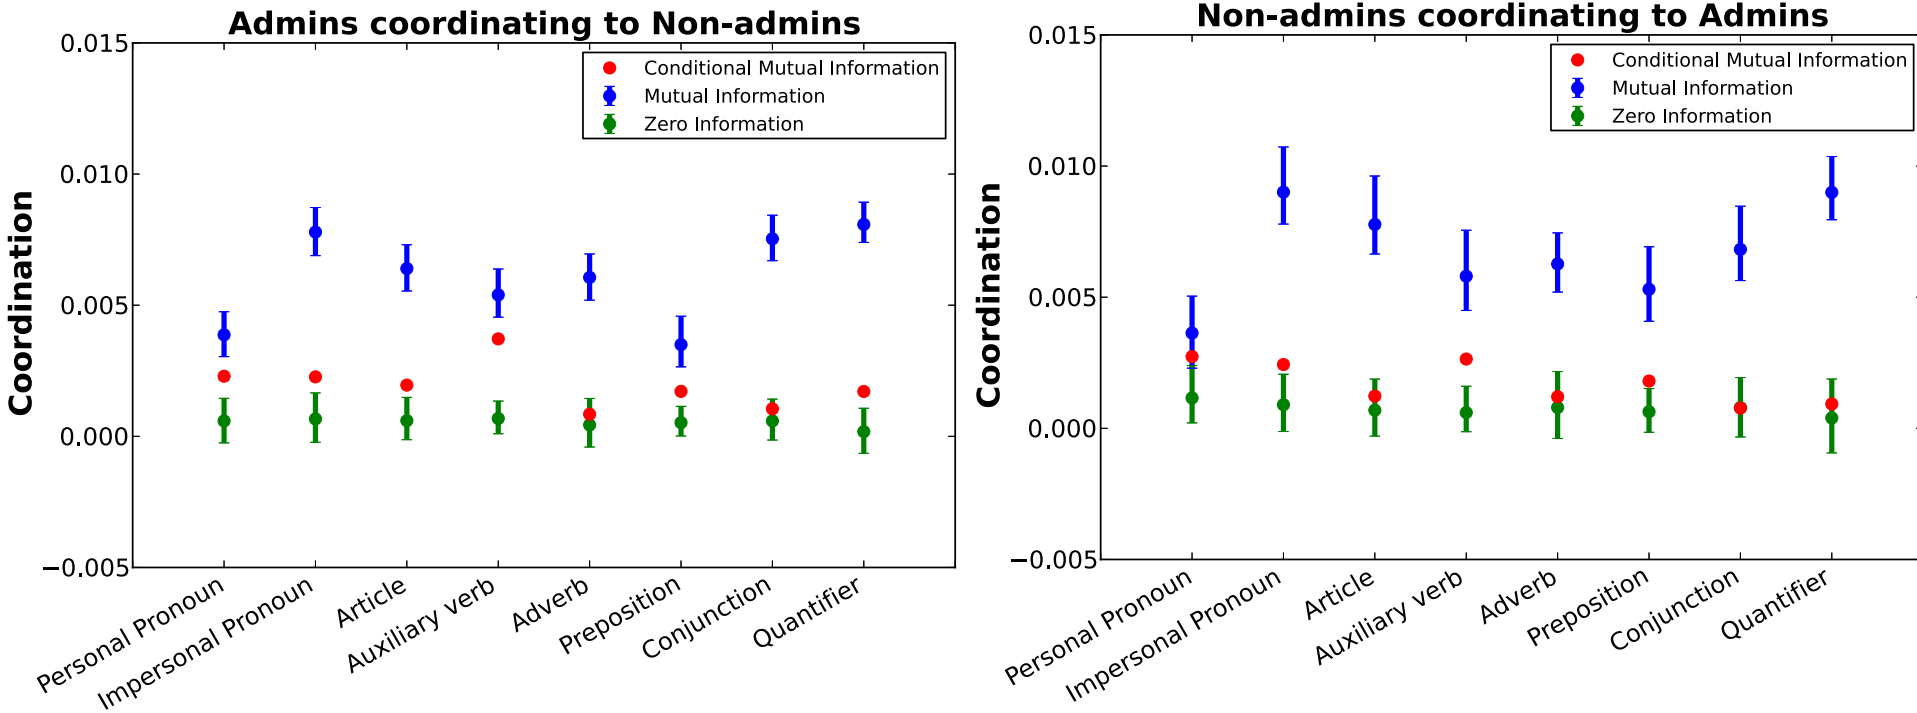 Admins coordinating to Non-admins
Coordination
0.015
0.010
0.005
0.000
−0.005
Conditional Mutual Information
Mutual Information
Zero Information
Personal Pronoun
Impersonal Pronoun
Article
Auxiliary verb
Adverb
Preposition
Conjunction
Quantifier
Non-admins coordinating to Admins
Coordination
0.015
0.010
0.005
0.000
−0.005
Conditional Mutual Information
Mutual Information
Zero Information
Personal Pronoun
Impersonal Pronoun
Article
Auxiliary verb
Adverb
Preposition
Conjunction
Quantifier